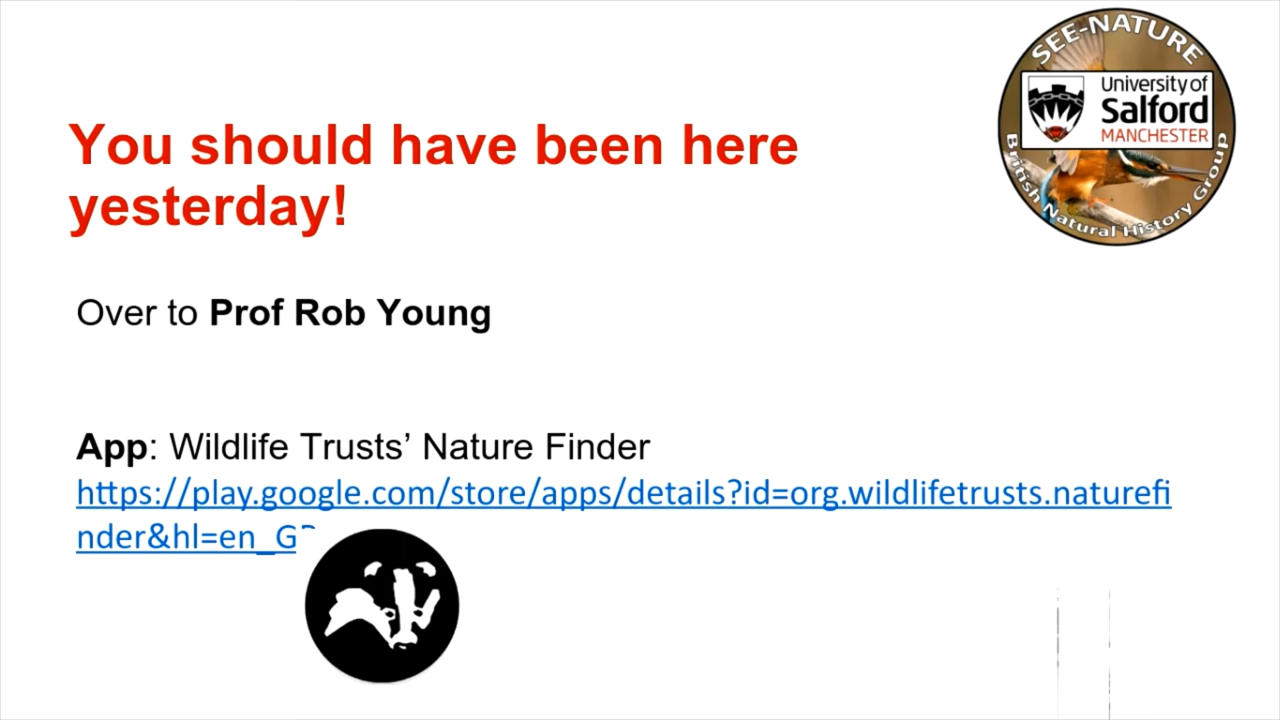 SEE-NATURE
University of
Salford
MANCHESTER
British Natural History Group
You should have been here
yesterday!
Over to Prof Rob Young
App: Wildlife Trusts’ Nature Finder
https://play.google.com/store/apps/details?id=org.wildlifetrusts.naturefi
nder&hl=en_G